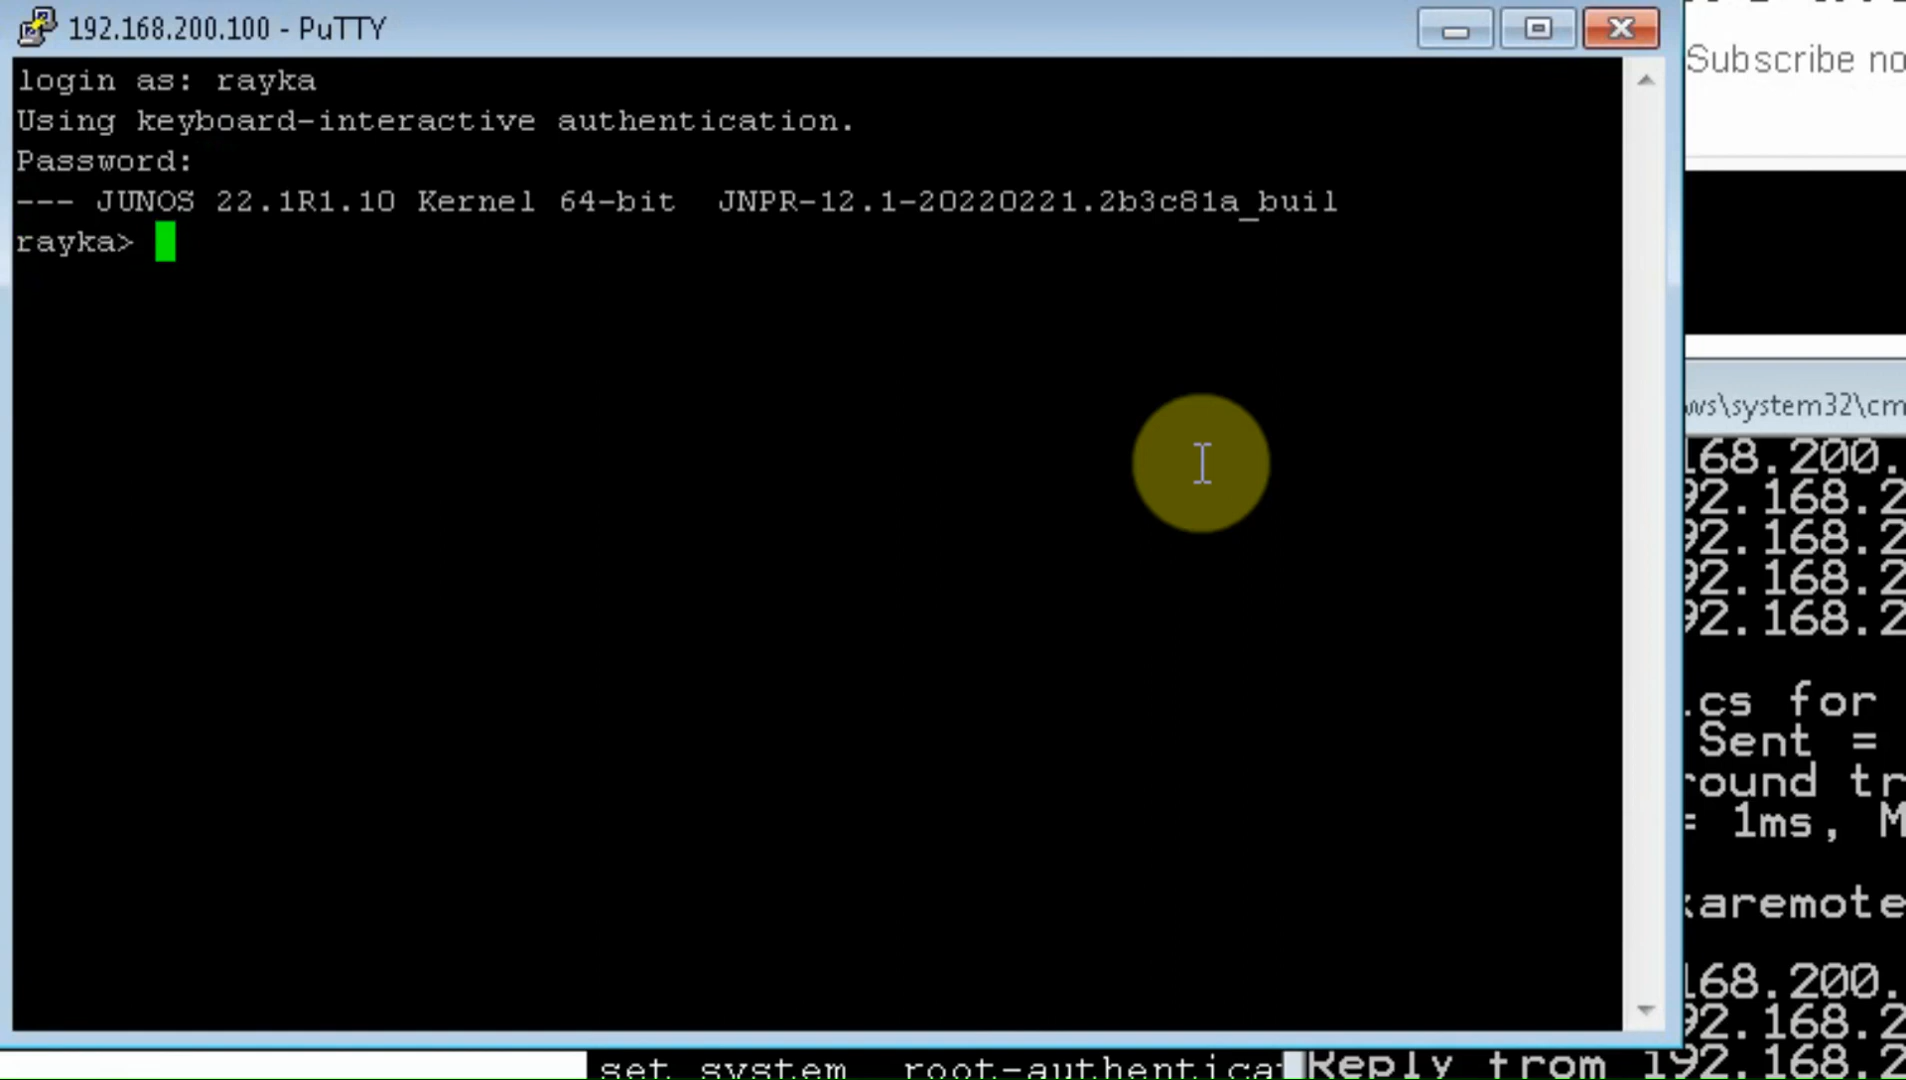 192.168.200.100 - PuTTY
login as: rayka
Using keyboard-interactive authentication.
Password:
--- JUNOS 22.1R1.10 Kernel 64-bit  JNPR-12.1-20220221.2b3c81a_buil
rayka>
Subscribe no
ws\system32\cm
168.200.
92.168.2
92.168.2
92.168.2
92.168.2
.cs for
Sent =
round tr
= 1ms, M
karemote
168.200.
92.168.2
set system  root-authentica
Reply from 192.168.2